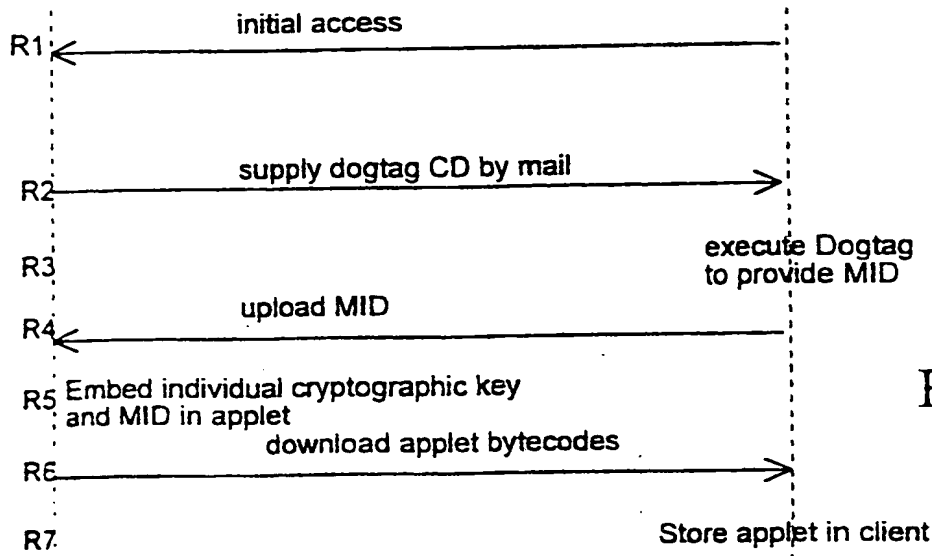 initial access
R1
supply dogtag CD by mail
R2
execute Dogtag
R3
to provide MID
upload MID
R4
R5 Embed individual cryptographic key
and MID in applet
download applet bytecodes
R6
R7
Store applet in client